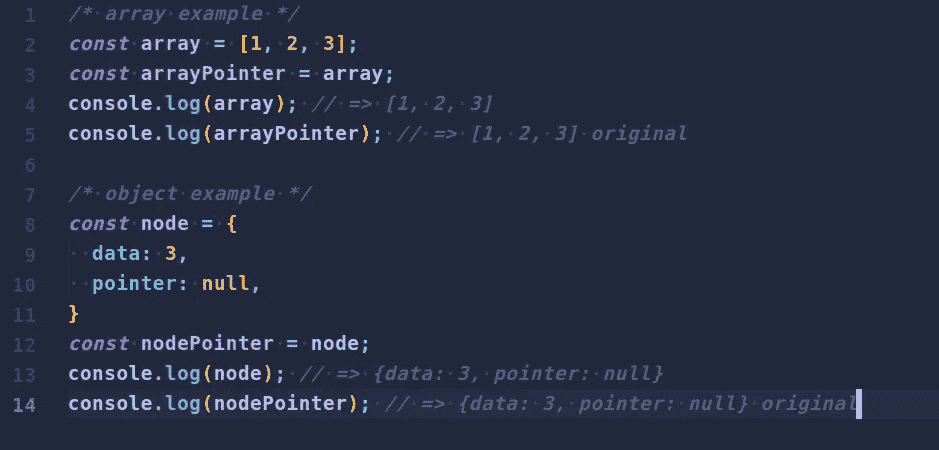 1 /* array example */
2 const array = [1, 2, 3];
3 const arrayPointer = array;
4 console.log(array); // => [1, 2, 3]
5 console.log(arrayPointer); // => [1, 2, 3] original
6
7 /* object example */
8 const node = {
9   data: 3,
10   pointer: null,
11 }
12 const nodePointer = node;
13 console.log(node); // => {data: 3, pointer: null}
14 console.log(nodePointer); // => {data: 3, pointer: null} original